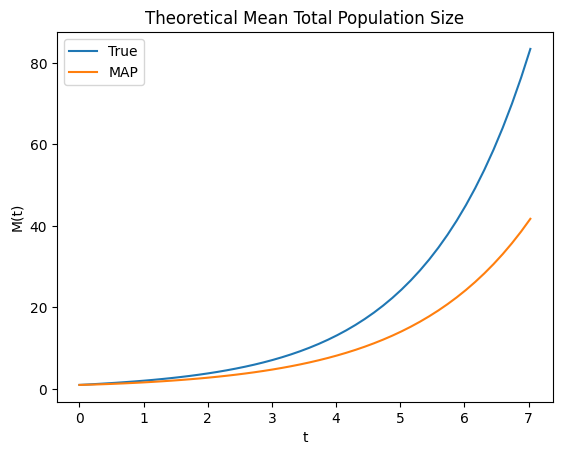 Theoretical Mean Total Population Size
True
MAP
M(t)
80
60
40
20
0
0 1 2 3 4 5 6 7
t